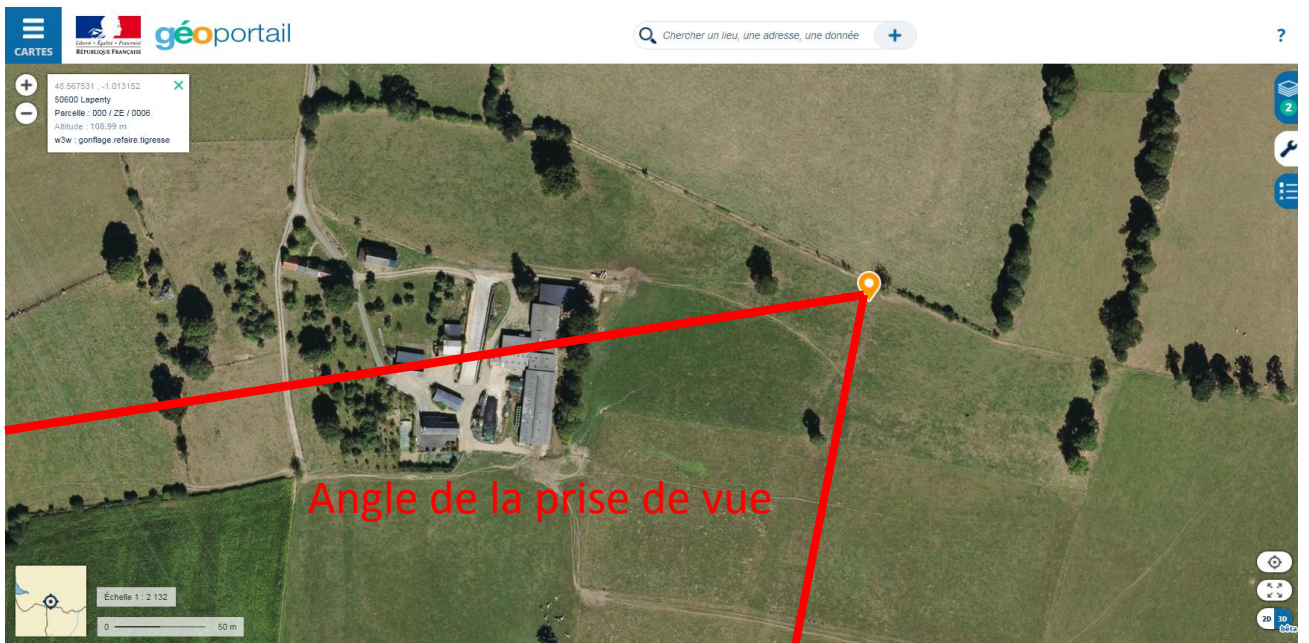 CARTES
Liberté • Égalité • Fraternité
RÉPUBLIQUE FRANÇAISE
géoportail
Chercher un lieu, une adresse, une donnée
+
?
+
−
48.567531 , -1.013152
50600 Lapenty
Parcelle : 000 / ZE / 0006
Altitude : 108.99 m
w3w : gonflage.refaire.tigresse
2
Angle de la prise de vue
Échelle 1 : 2 132
0 50 m
2D 3D
bêta